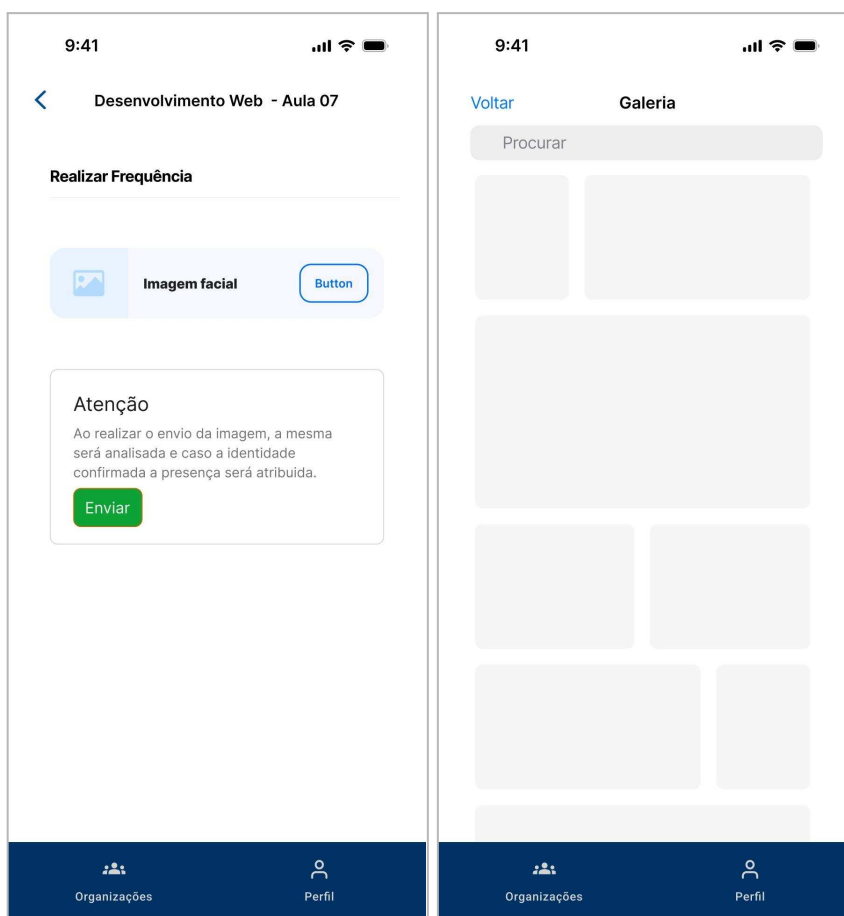 9:41
Desenvolvimento Web - Aula 07
Realizar Frequência
Imagem facial
Button
Atenção
Ao realizar o envio da imagem, a mesma
será analisada e caso a identidade
confirmada a presença será atribuida.
Enviar
Organizações
Perfil
9:41
Voltar
Galeria
Procurar
Organizações
Perfil